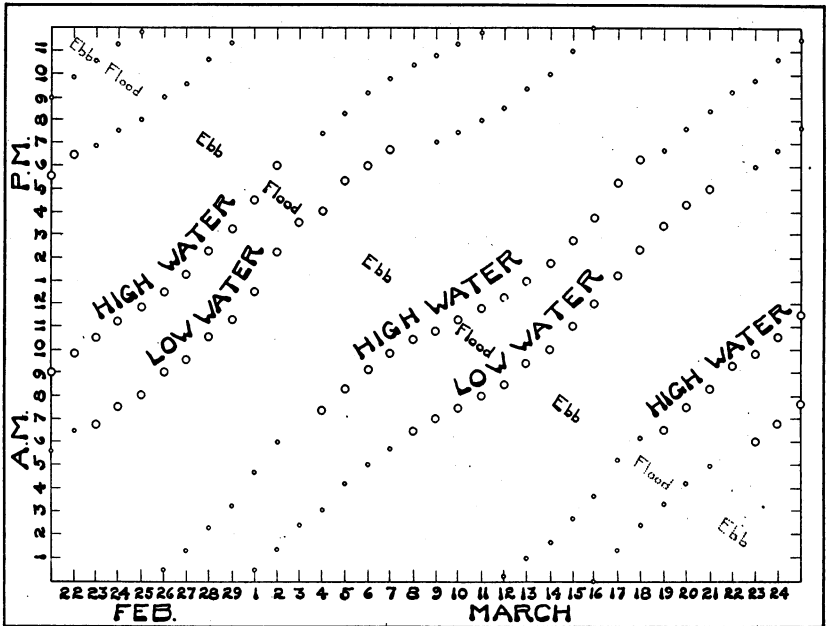 P.M.
11
10
9
8
7
6
5
4
3
2
1
12
11
10
9
8
7
6
5
4
3
2
1
A.M.
Ebb Flood
Ebb
Flood
HIGH WATER
LOW WATER
Ebb
HIGH WATER
Flood
LOW WATER
Ebb
HIGH WATER
Flood
Ebb
22 23 24 25 26 27 28 29 1 2 3 4 5 6 7 8 9 10 11 12 13 14 15 16 17 18 19 20 21 22 23 24
FEB. MARCH